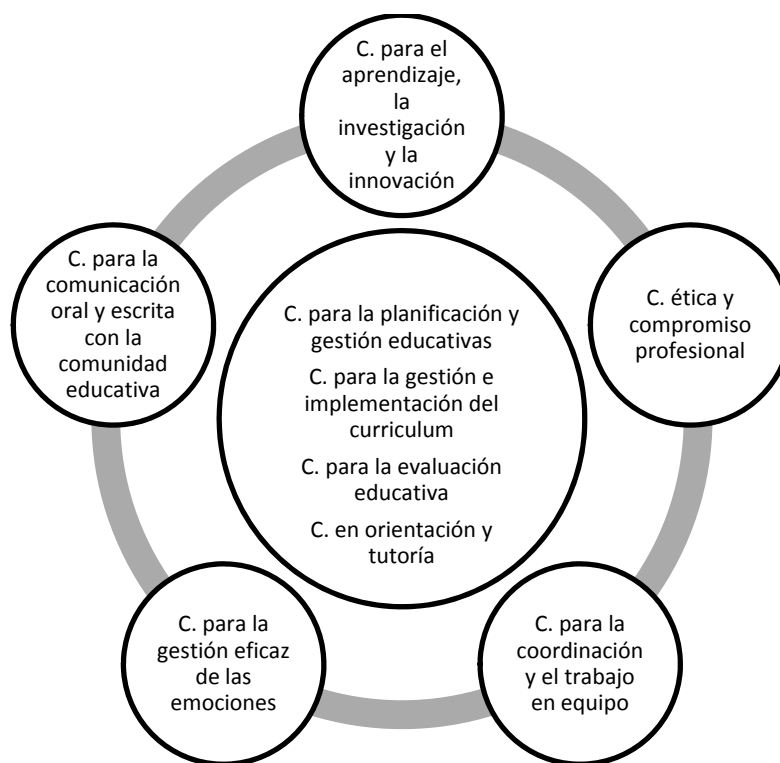 C. para el
aprendizaje,
la
investigación
y la
innovación
C. para la
comunicación
oral y escrita
con la
comunidad
educativa
C. ética y
compromiso
profesional
C. para la planificación y
gestión educativas
C. para la gestión e
implementación del
curriculum
C. para la evaluación
educativa
C. en orientación y
tutoría
C. para la
gestión eficaz
de las
emociones
C. para la
coordinación
y el trabajo
en equipo